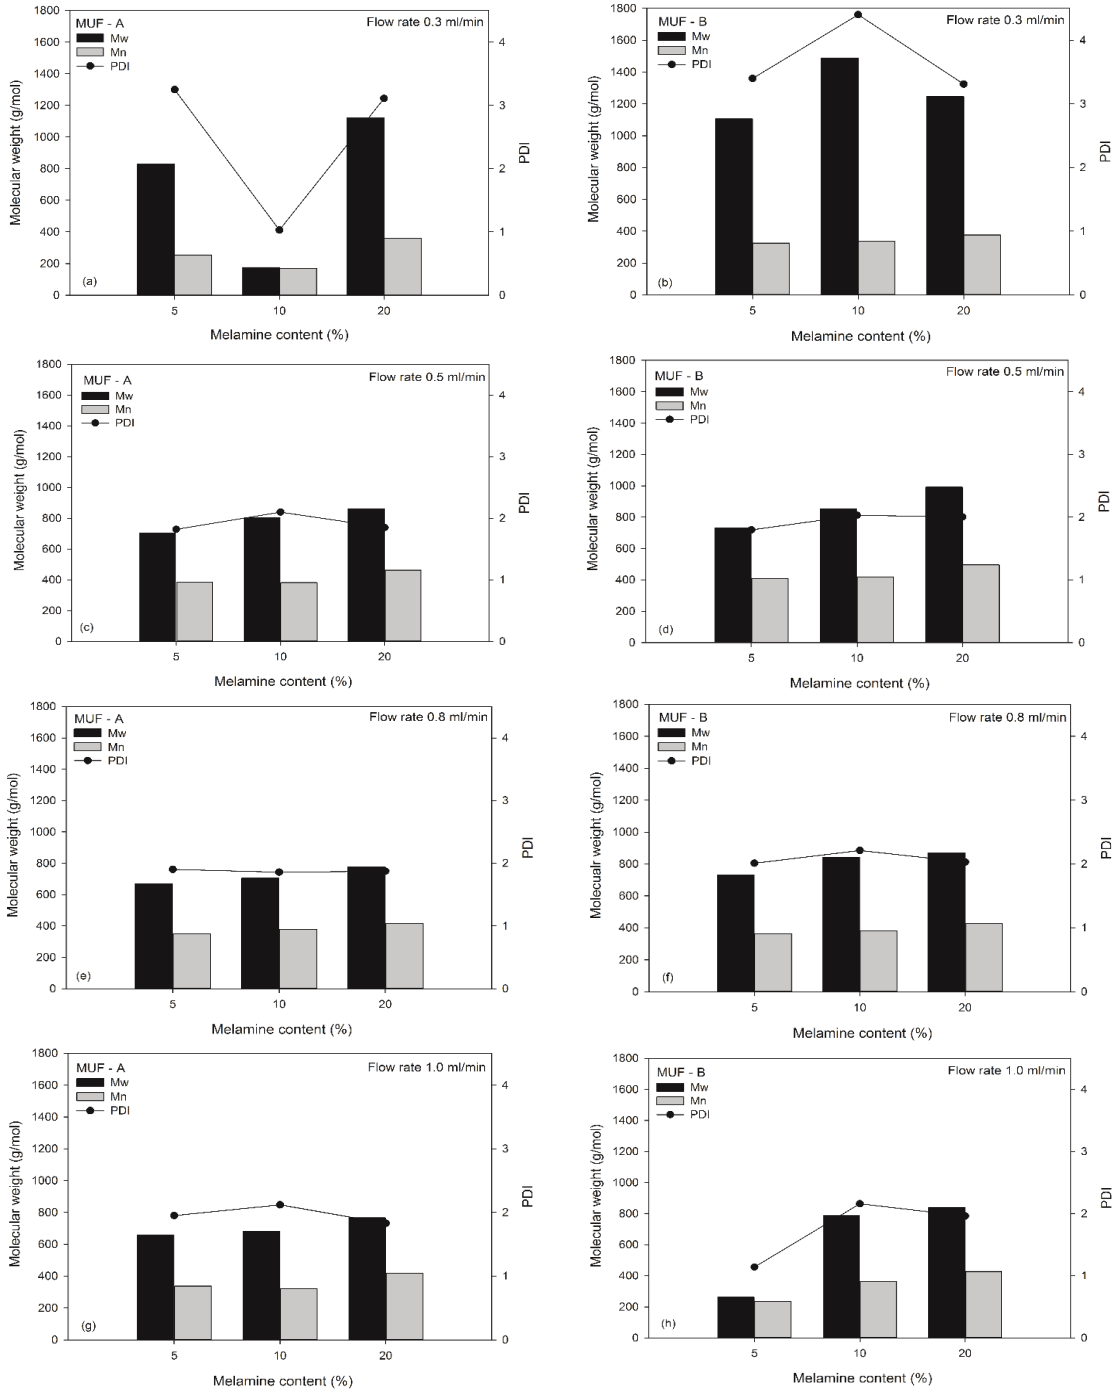 MUF - A
Flow rate 0.3 ml/min
Mw
Mn
PDI
1800
1600
1400
1200
1000
800
600
400
200
0
Molecular weight (g/mol)
4
3
2
1
0
PDI
(a)
5 10 20
Melamine content (%)
MUF - B
Flow rate 0.3 ml/min
Mw
Mn
PDI
1800
1600
1400
1200
1000
800
600
400
200
0
Molecular weight (g/mol)
4
3
2
1
0
PDI
(b)
5 10 20
Melamine content (%)
MUF - A
Flow rate 0.5 ml/min
Mw
Mn
PDI
1800
1600
1400
1200
1000
800
600
400
200
0
Molecular weight (g/mol)
4
3
2
1
0
PDI
(c)
5 10 20
Melamine content (%)
MUF - B
Flow rate 0.5 ml/min
Mw
Mn
PDI
1800
1600
1400
1200
1000
800
600
400
200
0
Molecular weight (g/mol)
4
3
2
1
0
PDI
(d)
5 10 20
Melamine content (%)
MUF - A
Flow rate 0.8 ml/min
Mw
Mn
PDI
1800
1600
1400
1200
1000
800
600
400
200
0
Molecular weight (g/mol)
4
3
2
1
0
PDI
(e)
5 10 20
Melamine content (%)
MUF - B
Flow rate 0.8 ml/min
Mw
Mn
PDI
1800
1600
1400
1200
1000
800
600
400
200
0
Molecualr weight (g/mol)
4
3
2
1
0
PDI
(f)
5 10 20
Melamine content (%)
MUF - A
Flow rate 1.0 ml/min
Mw
Mn
PDI
1800
1600
1400
1200
1000
800
600
400
200
0
Molecular weight (g/mol)
4
3
2
1
0
PDI
(g)
5 10 20
Melamine content (%)
MUF - B
Flow rate 1.0 ml/min
Mw
Mn
PDI
1800
1600
1400
1200
1000
800
600
400
200
0
Molecular weight (g/mol)
4
3
2
1
0
PDI
(h)
5 10 20
Melamine content (%)